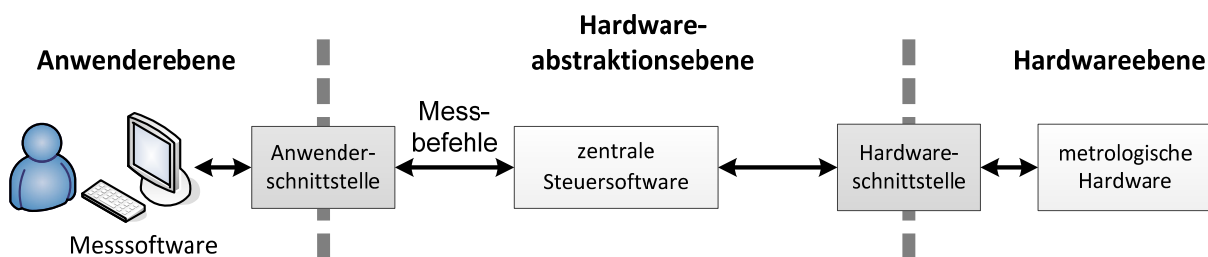 Anwenderebene
Hardware-
abstraktionsebene
Hardwareebene
Mess-
befehle
Anwender-
schnittstelle
zentrale
Steuersoftware
Hardware-
schnittstelle
metrologische
Hardware
Messsoftware